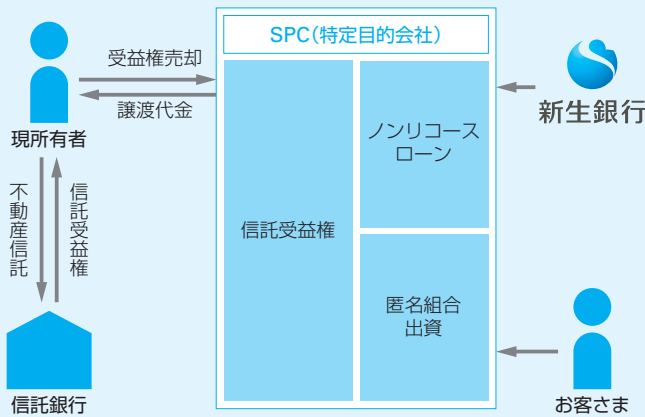 SPC(特定目的会社)
受益権売却
譲渡代金
現所有者
新生銀行
ノンリコース
ローン
信託受益権
不動産信託
信託受益権
匿名組合
出資
信託銀行
お客さま